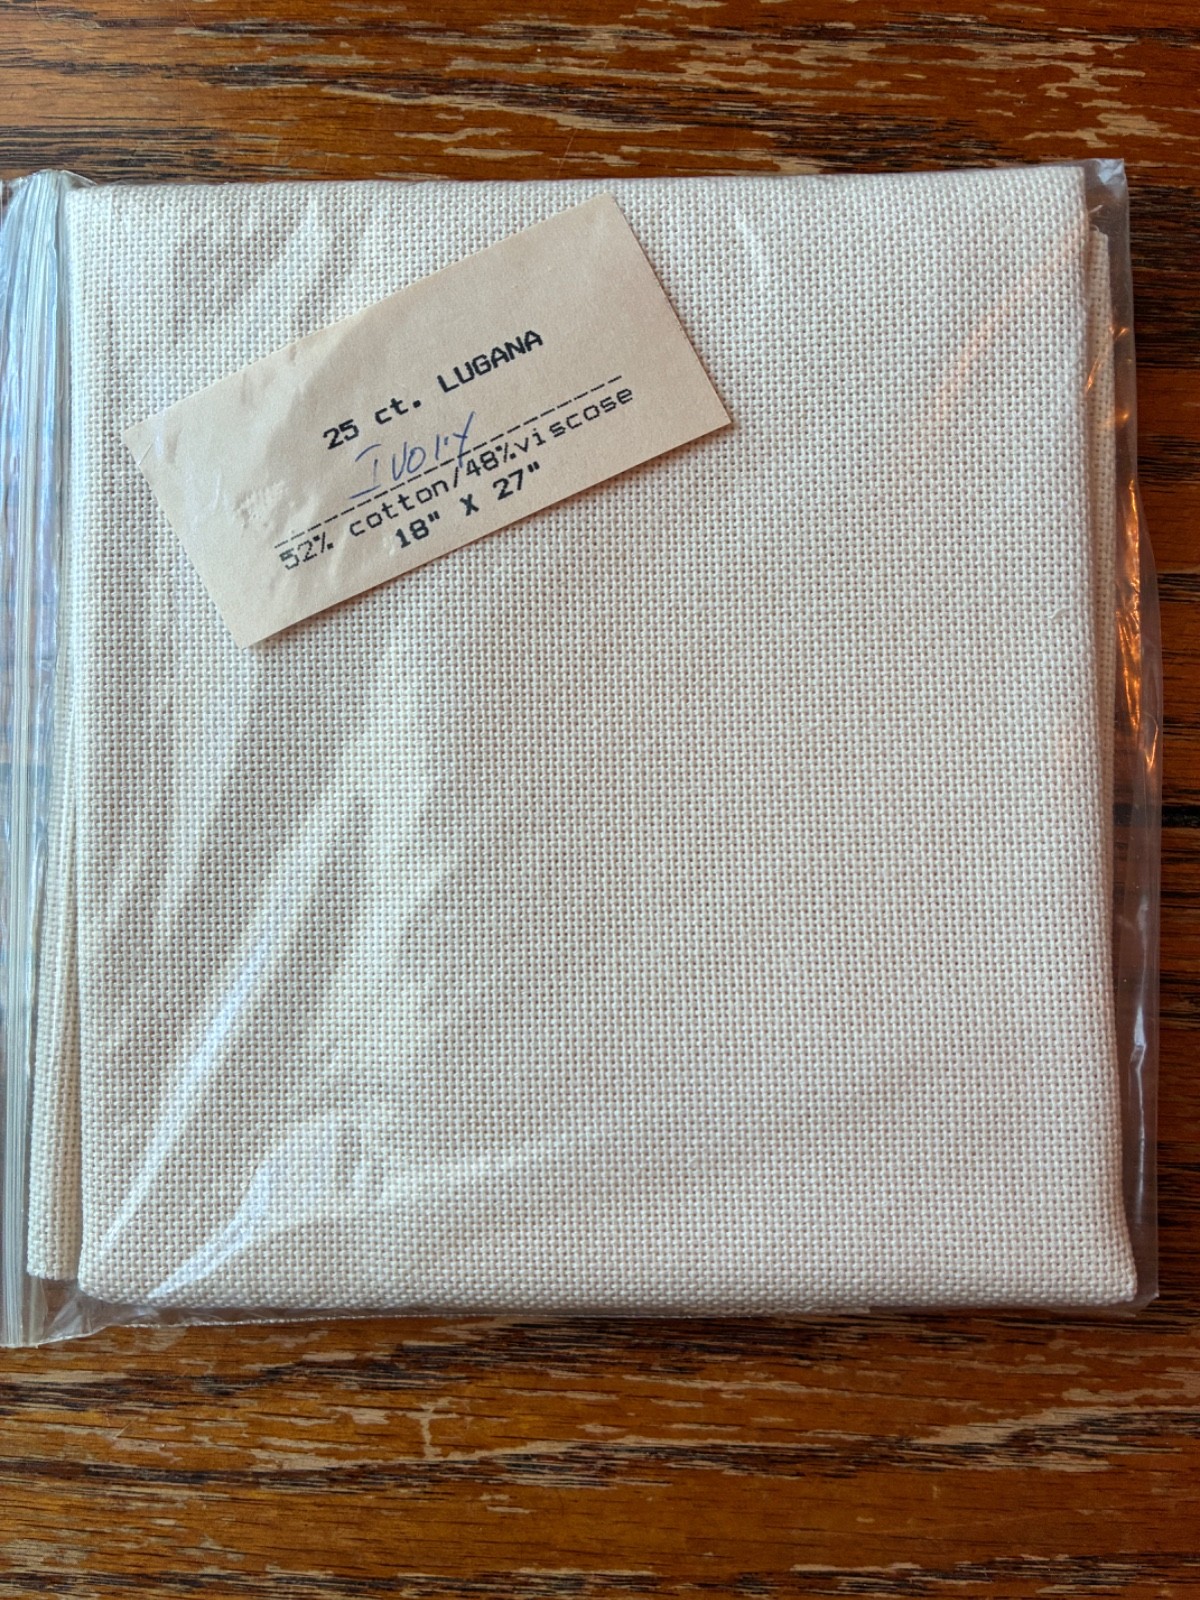 25 ct. LUGANA
Ivory
52% cotton/48%viscose
18" X 27"